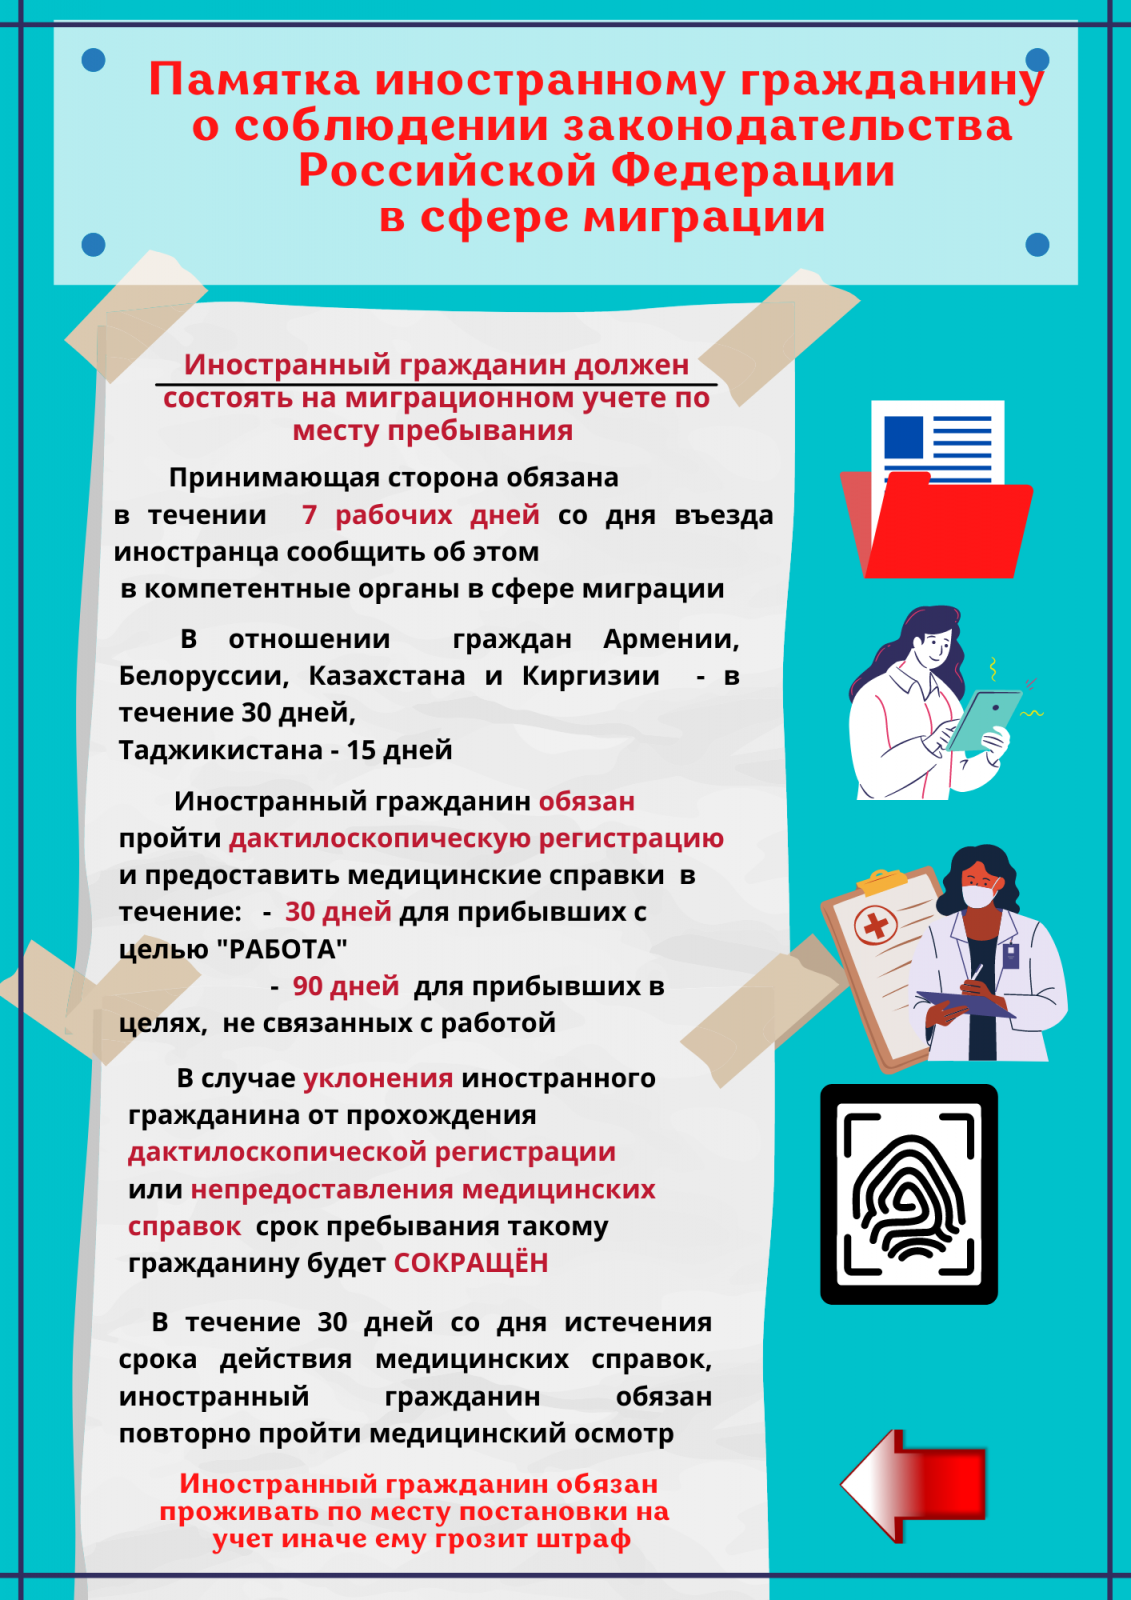 Памятка иностранному гражданину
о соблюдении законодательства
Российской Федерации
в сфере миграции
Иностранный гражданин должен
состоять на миграционном учете по
месту пребывания
Принимающая сторона обязана
в течении 7 рабочих дней со дня въезда
иностранца сообщить об этом
в компетентные органы в сфере миграции
В отношении граждан Армении,
Белоруссии, Казахстана и Киргизии - в
течение 30 дней,
Таджикистана - 15 дней
Иностранный гражданин обязан
пройти дактилоскопическую регистрацию
и предоставить медицинские справки в
течение: - 30 дней для прибывших с
целью "РАБОТА"
- 90 дней для прибывших в
целях, не связанных с работой
В случае уклонения иностранного
гражданина от прохождения
дактилоскопической регистрации
или непредоставления медицинских
справок срок пребывания такому
гражданину будет СОКРАЩЁН
В течение 30 дней со дня истечения
срока действия медицинских справок,
иностранный гражданин обязан
повторно пройти медицинский осмотр
Иностранный гражданин обязан
проживать по месту постановки на
учет иначе ему грозит штраф